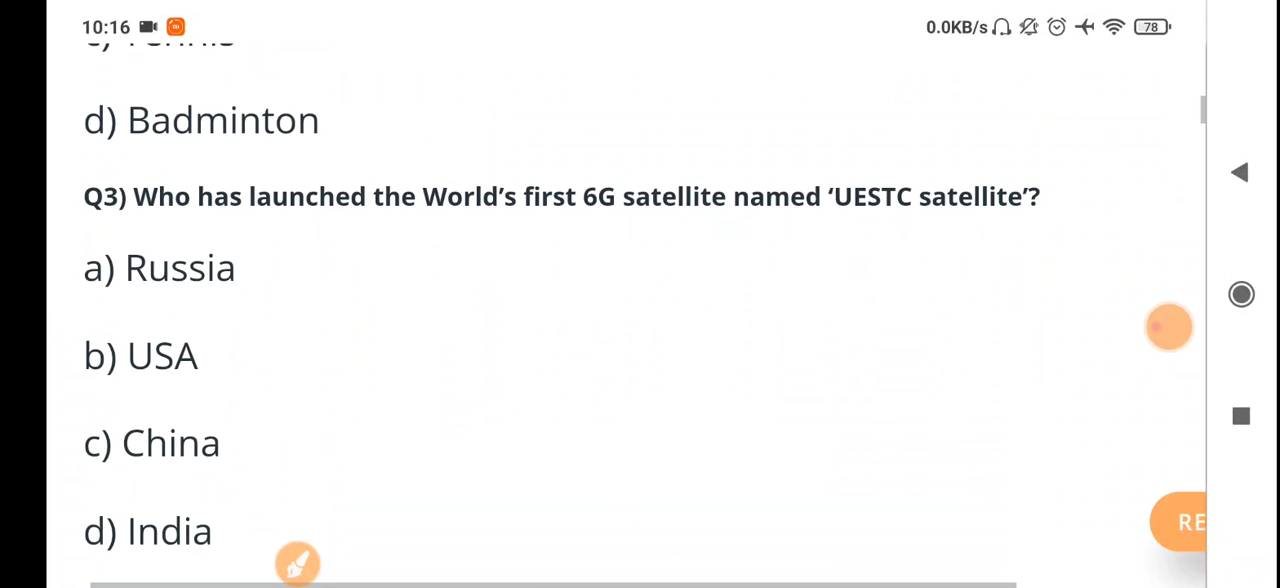 10:16 0.0KB/s 78
d) Badminton
Q3) Who has launched the World’s first 6G satellite named ‘UESTC satellite’?
a) Russia
b) USA
c) China
d) India
RE